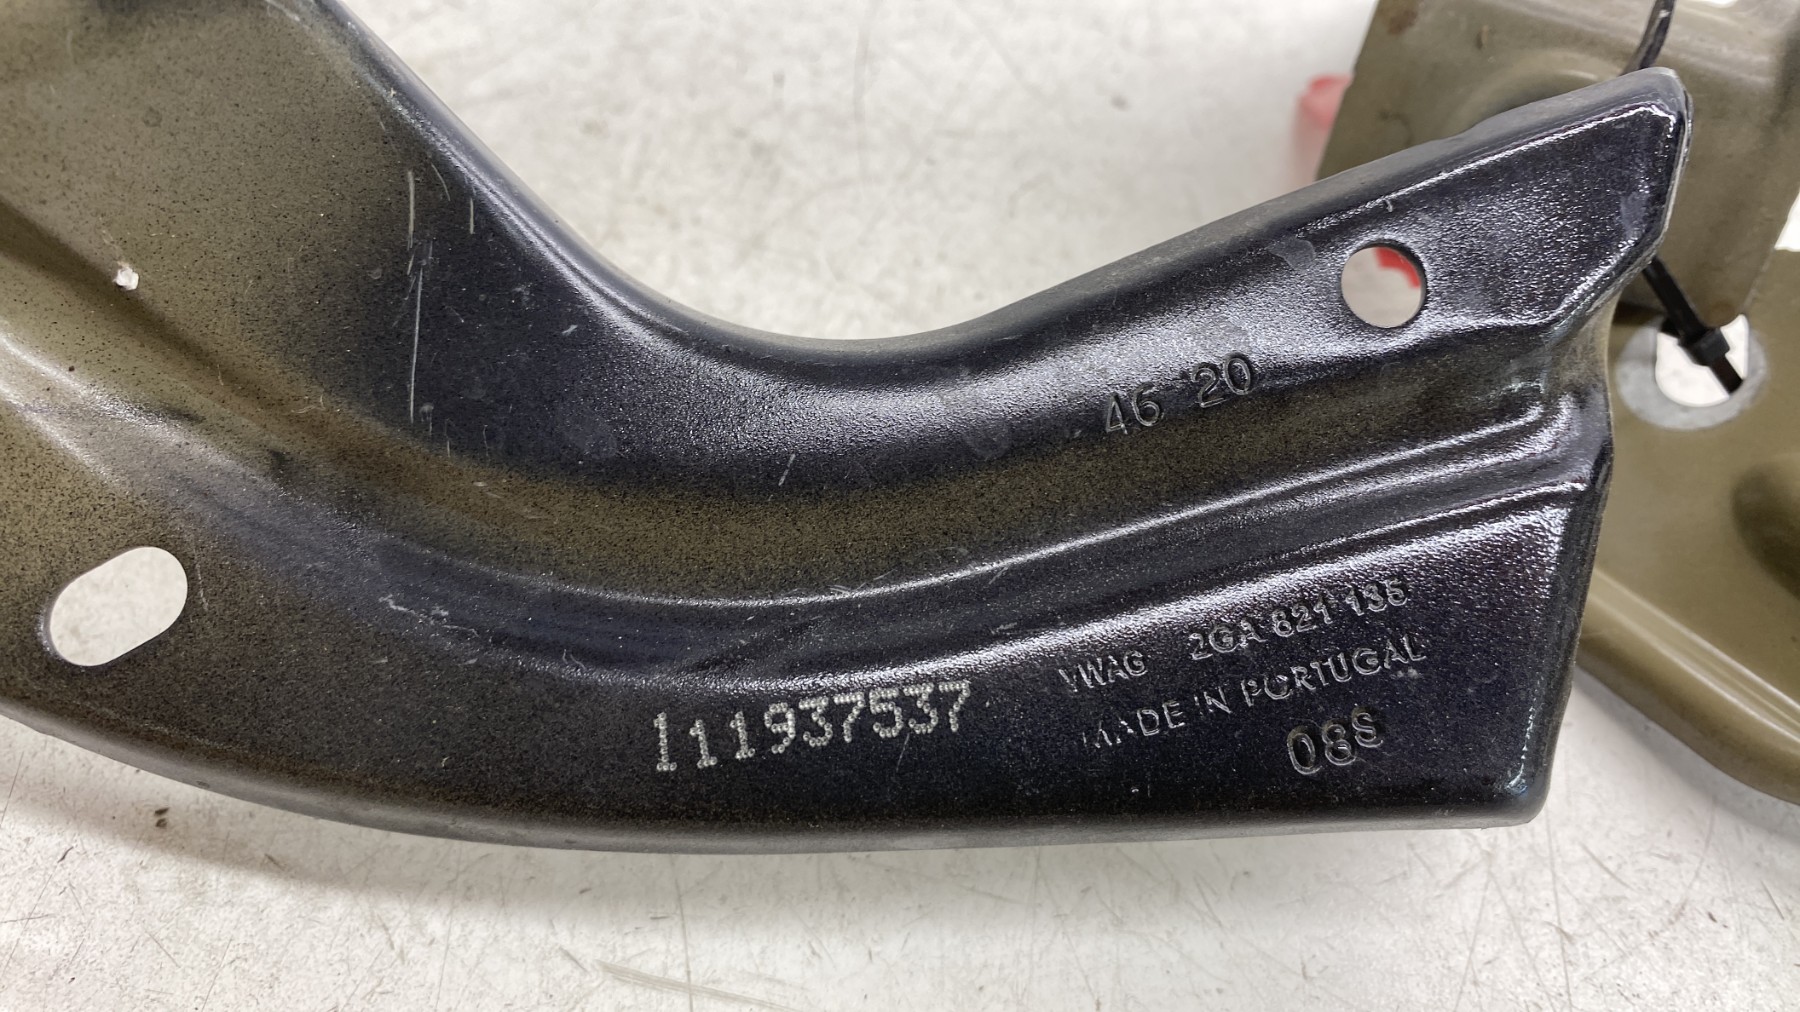 46 20
VWAG 2GA 821 135
MADE IN PORTUGAL
08S
111937537